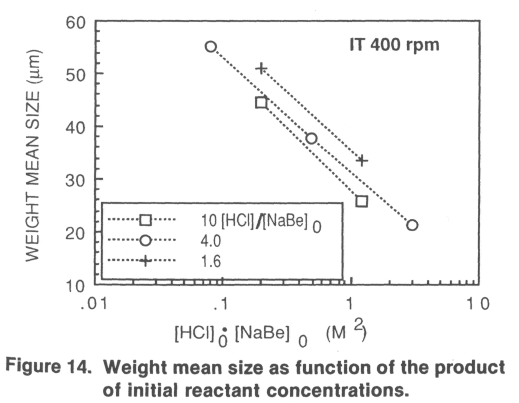 60
IT 400 rpm
50
40
30
20
10
WEIGHT MEAN SIZE (µm)
10 [HCl]/[NaBe] 0
4.0
1.6
.01 .1 1 10
[HCl]0• [NaBe] 0 (M 2)
Figure 14. Weight mean size as function of the product
of initial reactant concentrations.